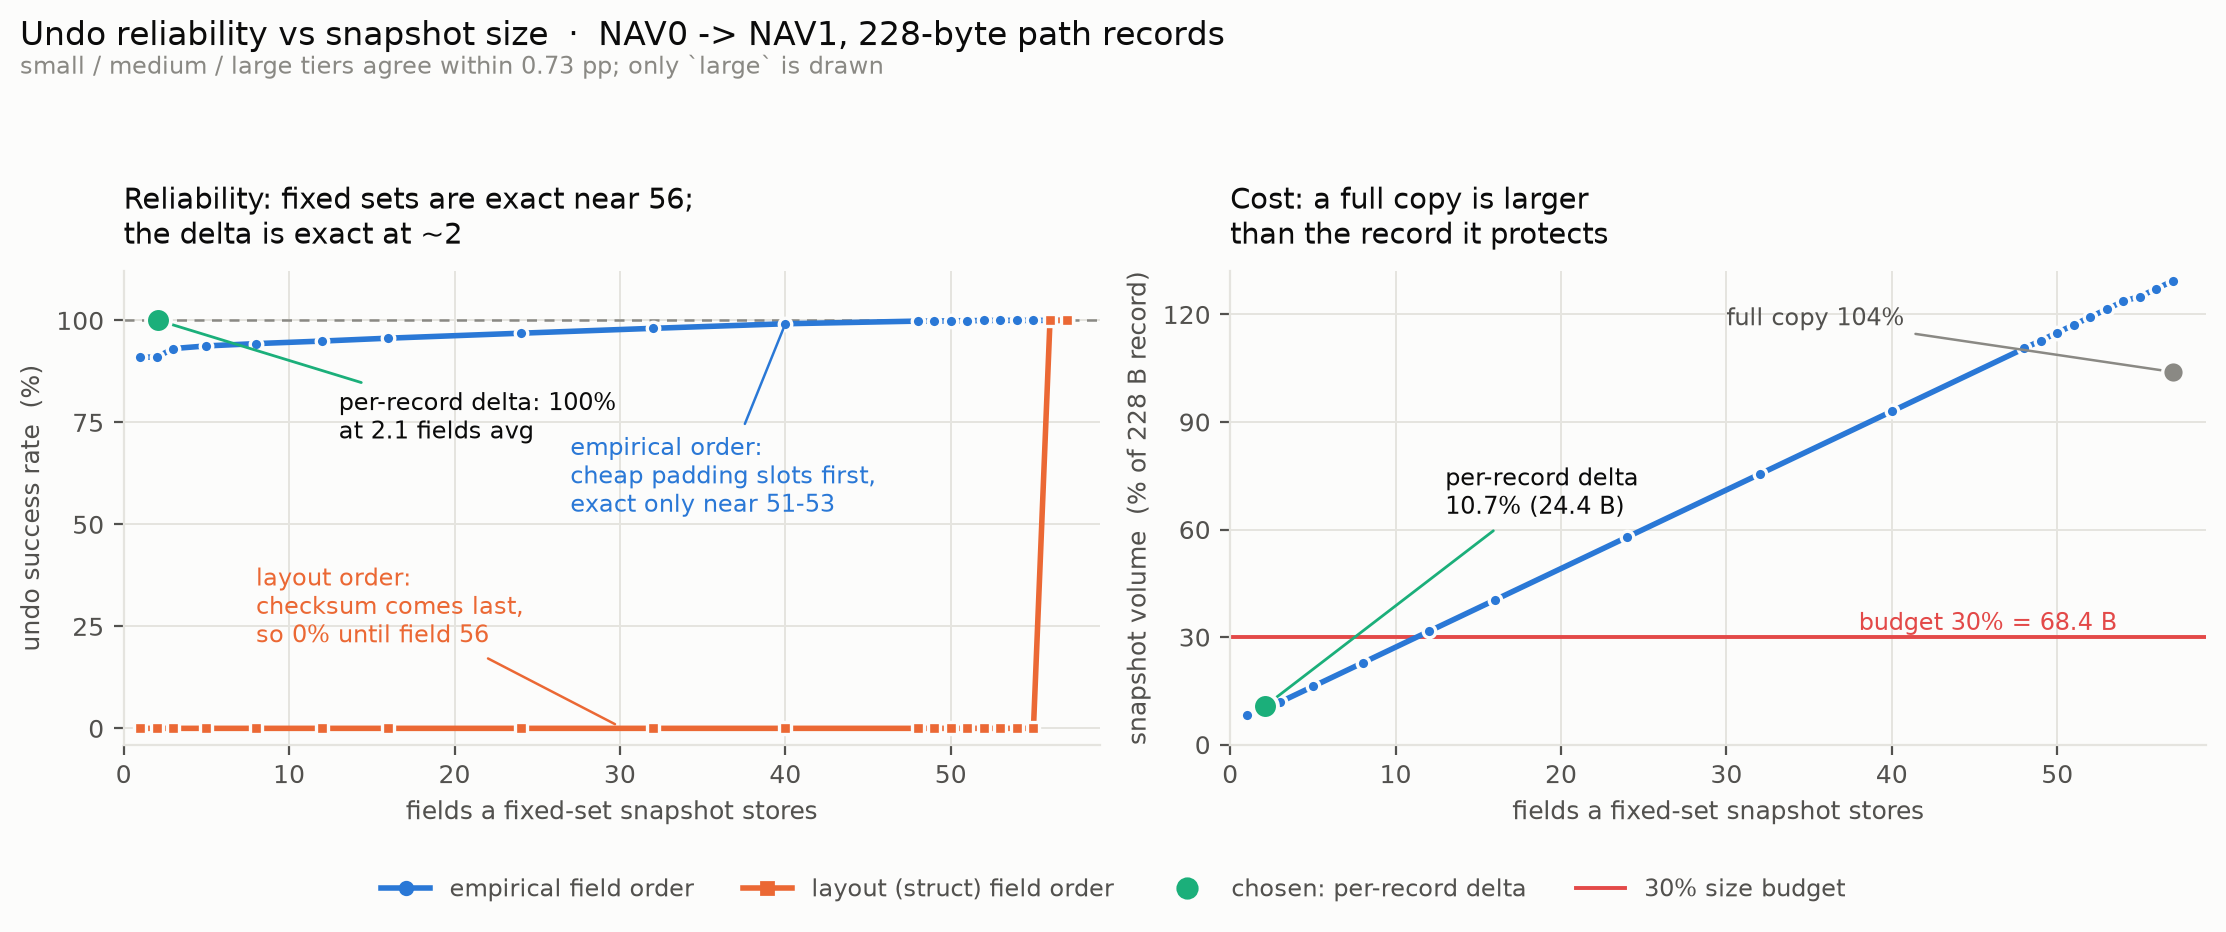 Undo reliability vs snapshot size · NAV0 -> NAV1, 228-byte path records
small / medium / large tiers agree within 0.73 pp; only `large` is drawn
Reliability: fixed sets are exact near 56;
the delta is exact at ~2
undo success rate (%)
100
75
50
25
0
per-record delta: 100%
at 2.1 fields avg
empirical order:
cheap padding slots first,
exact only near 51-53
layout order:
checksum comes last,
so 0% until field 56
0 10 20 30 40 50
fields a fixed-set snapshot stores
Cost: a full copy is larger
than the record it protects
snapshot volume (% of 228 B record)
120
90
60
30
0
full copy 104%
per-record delta
10.7% (24.4 B)
budget 30% = 68.4 B
0 10 20 30 40 50
fields a fixed-set snapshot stores
empirical field order
layout (struct) field order
chosen: per-record delta
30% size budget